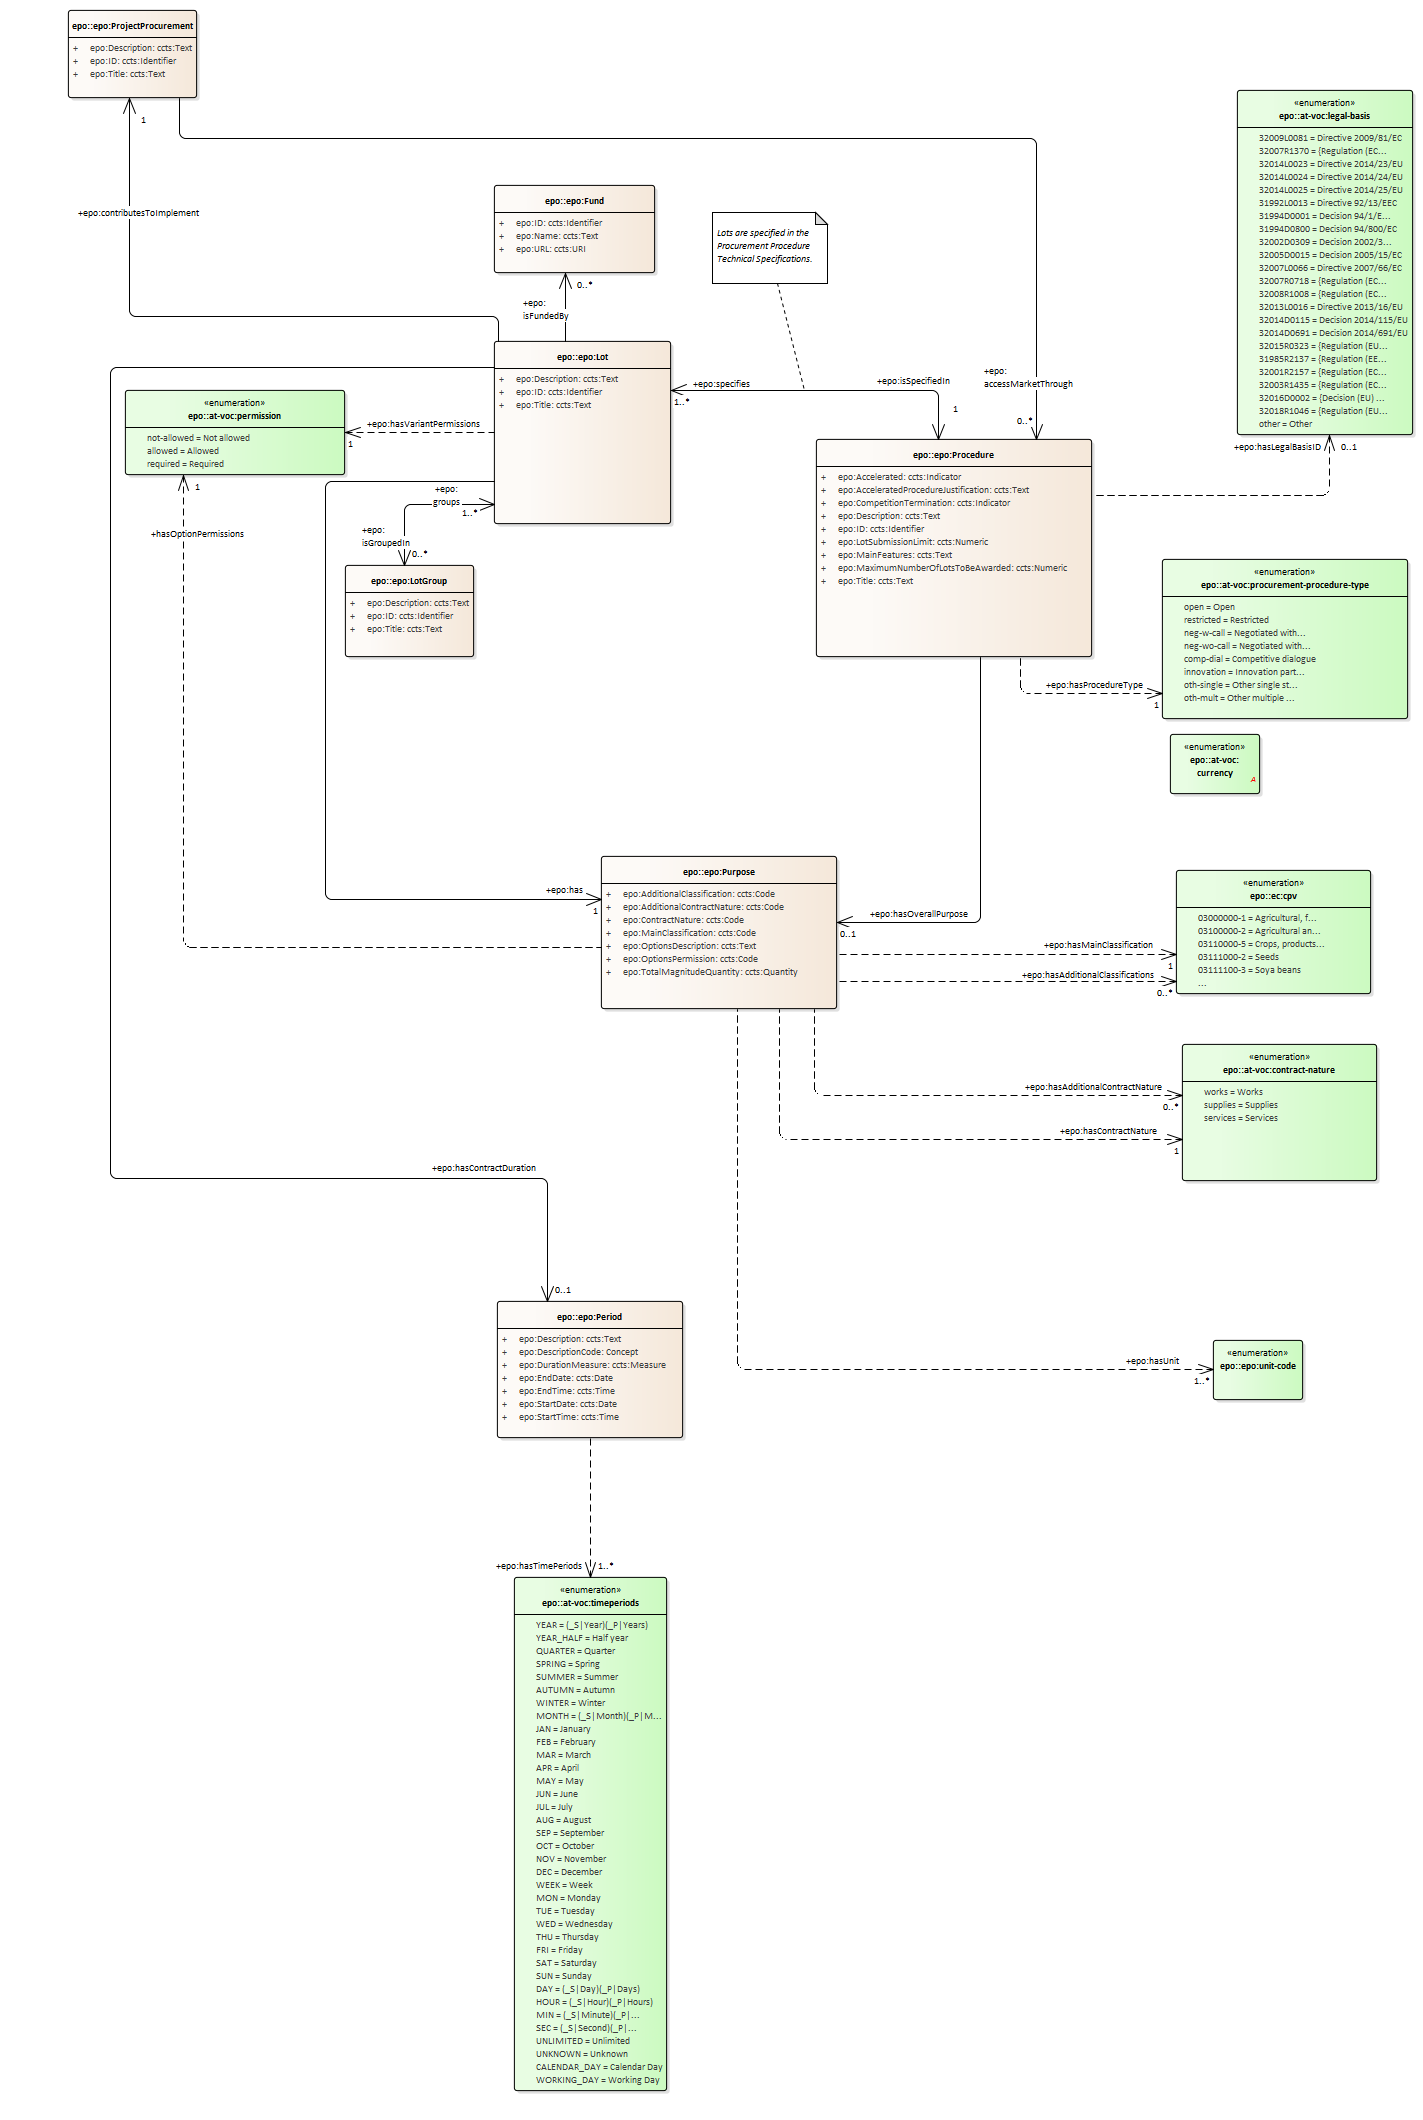 epo::epo:ProjectProcurement
+ epo:Description: ccts:Text
+ epo:ID: ccts:Identifier
+ epo:Title: ccts:Text
1
+epo:contributesToImplement
«enumeration»
epo::at-voc:legal-basis
32009L0081 = Directive 2009/81/EC
32007R1370 = {Regulation (EC...
32014L0023 = Directive 2014/23/EU
32014L0024 = Directive 2014/24/EU
32014L0025 = Directive 2014/25/EU
31992L0013 = Directive 92/13/EEC
31994D0001 = Decision 94/1/E...
31994D0800 = Decision 94/800/EC
32002D0309 = Decision 2002/3...
32005D0015 = Decision 2005/15/EC
32007L0066 = Directive 2007/66/EC
32007R0718 = {Regulation (EC...
32008R1008 = {Regulation (EC...
32013L0016 = Directive 2013/16/EU
32014D0115 = Decision 2014/115/EU
32014D0691 = Decision 2014/691/EU
32015R0323 = {Regulation (EU...
31985R2137 = {Regulation (EE...
32001R2157 = {Regulation (EC...
32003R1435 = {Regulation (EC...
32016D0002 = {Decision (EU) ...
32018R1046 = {Regulation (EU...
other = Other
+epo:hasLegalBasisID
0..1
epo::epo:Fund
+ epo:ID: ccts:Identifier
+ epo:Name: ccts:Text
+ epo:URL: ccts:URI
0..*
+epo:
isFundedBy
Lots are specified in the
Procurement Procedure
Technical Specifications.
epo::epo:Lot
+ epo:Description: ccts:Text
+ epo:ID: ccts:Identifier
+ epo:Title: ccts:Text
+epo:specifies
1..*
+epo:isSpecifiedIn
1
+epo:
accessMarketThrough
0..*
«enumeration»
epo::at-voc:permission
not-allowed = Not allowed
allowed = Allowed
required = Required
+epo:hasVariantPermissions
1
1
+hasOptionPermissions
+epo:
groups
1..*
+epo:
isGroupedIn
0..*
epo::epo:LotGroup
+ epo:Description: ccts:Text
+ epo:ID: ccts:Identifier
+ epo:Title: ccts:Text
epo::epo:Procedure
+ epo:Accelerated: ccts:Indicator
+ epo:AcceleratedProcedureJustification: ccts:Text
+ epo:CompetitionTermination: ccts:Indicator
+ epo:Description: ccts:Text
+ epo:ID: ccts:Identifier
+ epo:LotSubmissionLimit: ccts:Numeric
+ epo:MainFeatures: ccts:Text
+ epo:MaximumNumberOfLotsToBeAwarded: ccts:Numeric
+ epo:Title: ccts:Text
«enumeration»
epo::at-voc:procurement-procedure-type
open = Open
restricted = Restricted
neg-w-call = Negotiated with...
neg-wo-call = Negotiated with...
comp-dial = Competitive dialogue
innovation = Innovation part...
oth-single = Other single st...
oth-mult = Other multiple ...
+epo:hasProcedureType
1
«enumeration»
epo::at-voc:
currency
A
epo::epo:Purpose
+ epo:AdditionalClassification: ccts:Code
+ epo:AdditionalContractNature: ccts:Code
+ epo:ContractNature: ccts:Code
+ epo:MainClassification: ccts:Code
+ epo:OptionsDescription: ccts:Text
+ epo:OptionsPermission: ccts:Code
+ epo:TotalMagnitudeQuantity: ccts:Quantity
+epo:has
1
+epo:hasOverallPurpose
0..1
+epo:hasMainClassification
1
+epo:hasAdditionalClassifications
0..*
«enumeration»
epo::ec:cpv
03000000-1 = Agricultural, f...
03100000-2 = Agricultural an...
03110000-5 = Crops, products...
03111000-2 = Seeds
03111100-3 = Soya beans
...
«enumeration»
epo::at-voc:contract-nature
works = Works
supplies = Supplies
services = Services
+epo:hasAdditionalContractNature
0..*
+epo:hasContractNature
1
+epo:hasContractDuration
0..1
epo::epo:Period
+ epo:Description: ccts:Text
+ epo:DescriptionCode: Concept
+ epo:DurationMeasure: ccts:Measure
+ epo:EndDate: ccts:Date
+ epo:EndTime: ccts:Time
+ epo:StartDate: ccts:Date
+ epo:StartTime: ccts:Time
+epo:hasUnit
1..*
«enumeration»
epo::epo:unit-code
+epo:hasTimePeriods
1..*
«enumeration»
epo::at-voc:timeperiods
YEAR = (_S|Year)(_P|Years)
YEAR_HALF = Half year
QUARTER = Quarter
SPRING = Spring
SUMMER = Summer
AUTUMN = Autumn
WINTER = Winter
MONTH = (_S|Month)(_P|M...
JAN = January
FEB = February
MAR = March
APR = April
MAY = May
JUN = June
JUL = July
AUG = August
SEP = September
OCT = October
NOV = November
DEC = December
WEEK = Week
MON = Monday
TUE = Tuesday
WED = Wednesday
THU = Thursday
FRI = Friday
SAT = Saturday
SUN = Sunday
DAY = (_S|Day)(_P|Days)
HOUR = (_S|Hour)(_P|Hours)
MIN = (_S|Minute)(_P|...
SEC = (_S|Second)(_P|...
UNLIMITED = Unlimited
UNKNOWN = Unknown
CALENDAR_DAY = Calendar Day
WORKING_DAY = Working Day